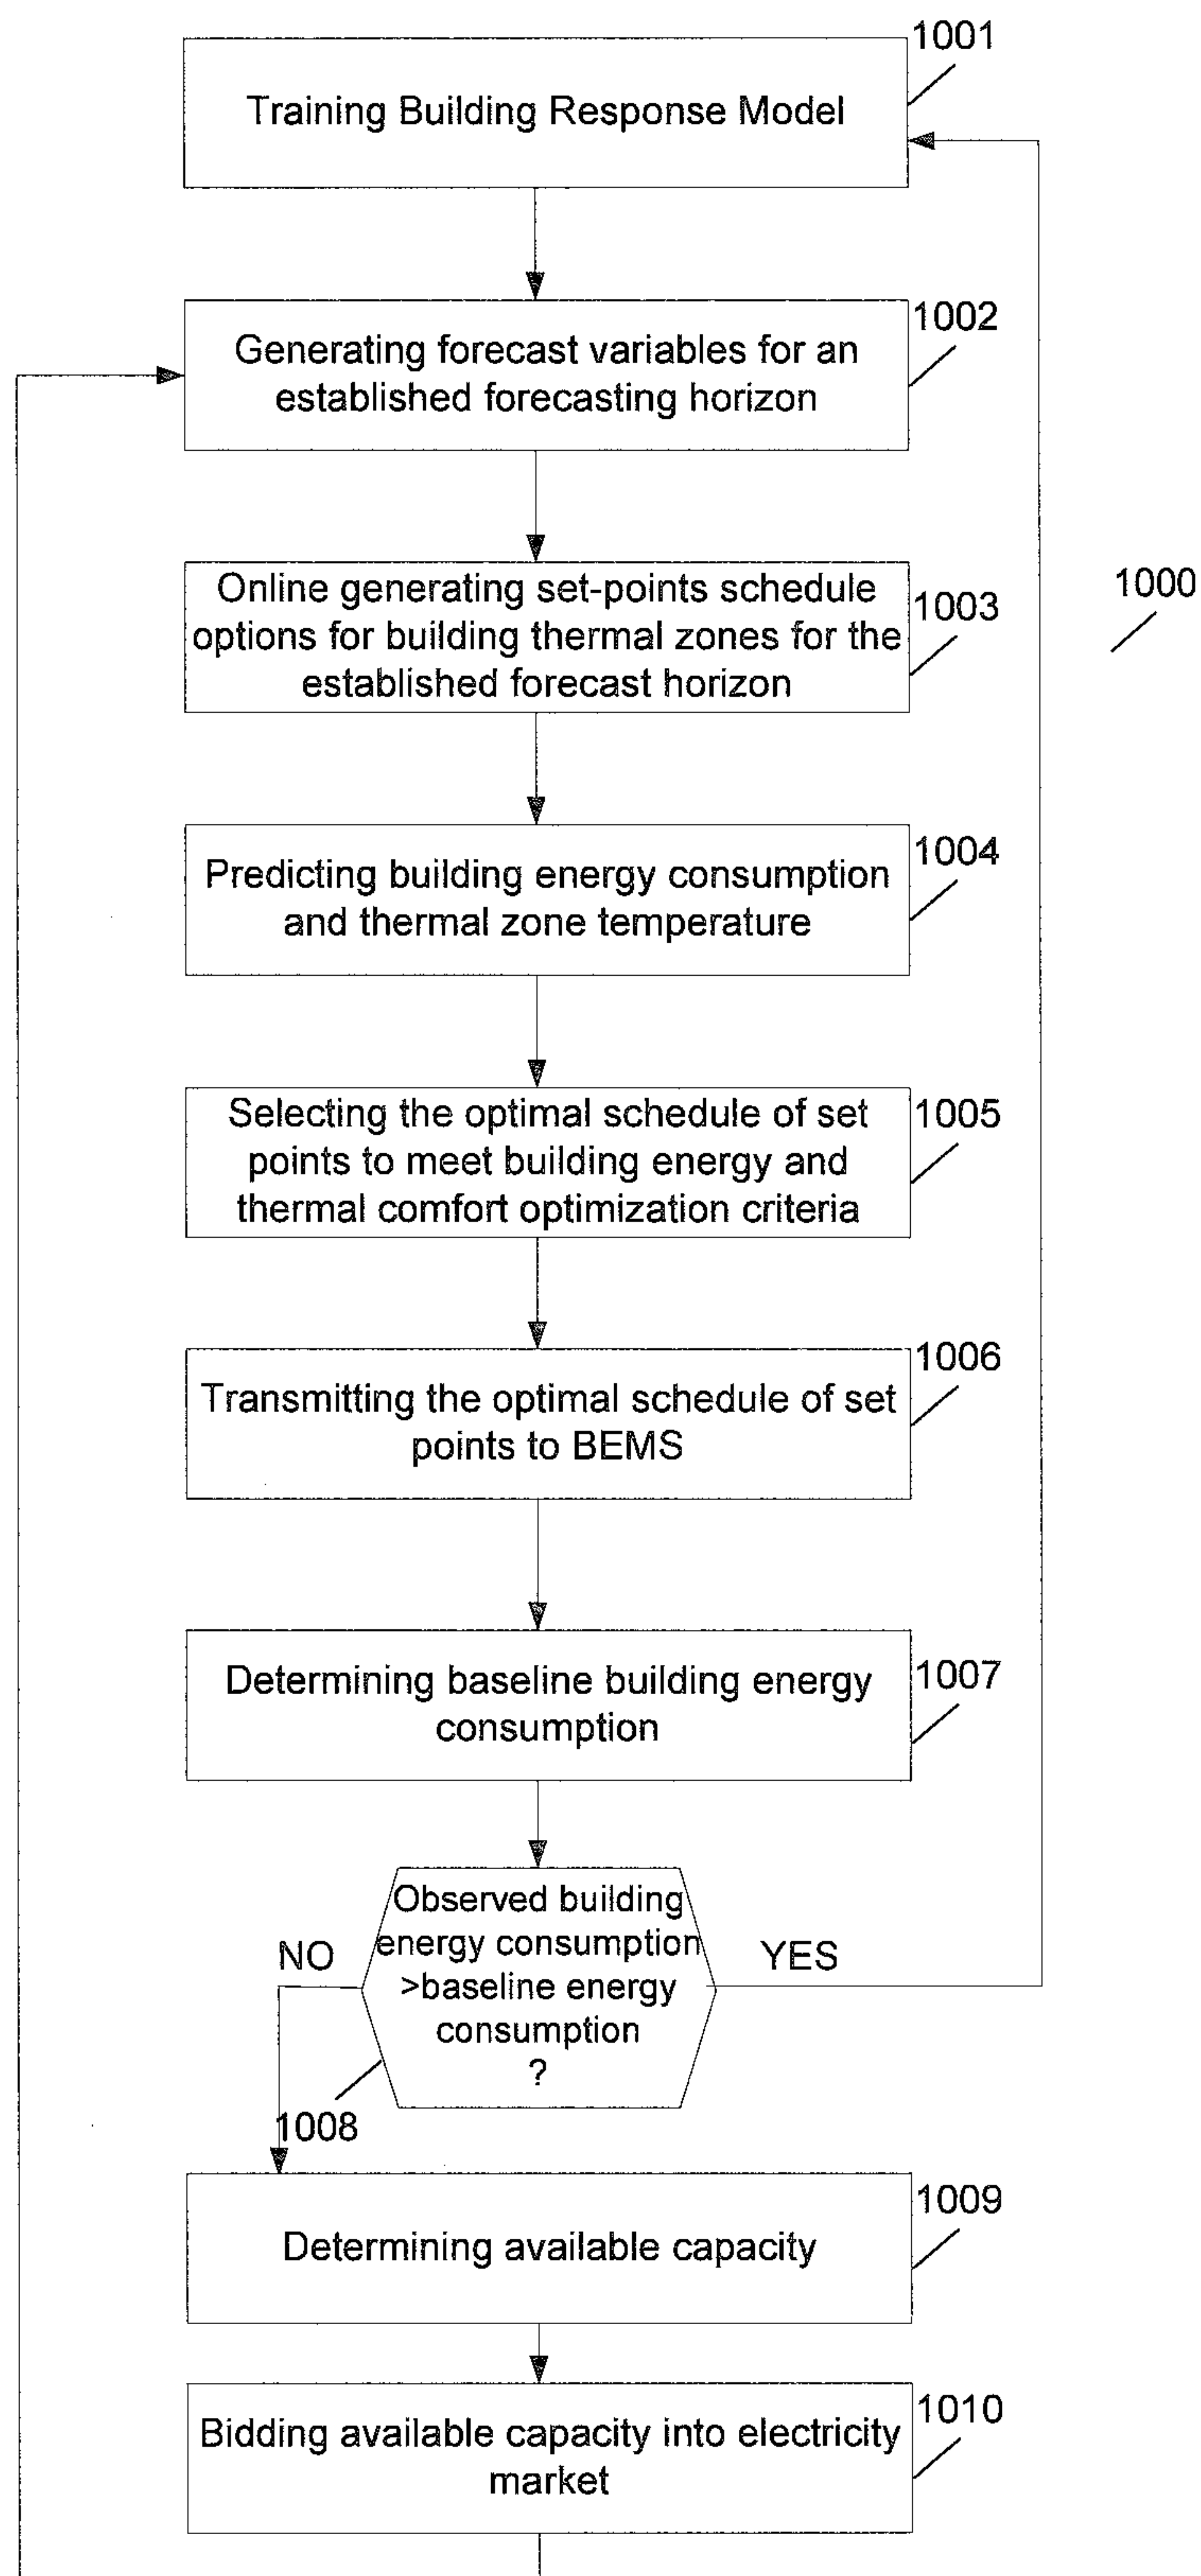 1001
Training Building Response Model
1002
Generating forecast variables for an
established forecasting horizon
1000
Online generating set-points schedule
1003
options for building thermal zones for the
established forecast horizon
1004
Predicting building energy consumption
and thermal zone temperature
Selecting the optimal schedule of set
1005
points to meet building energy and
thermal comfort optimization criteria
1006
Transmitting the optimal schedule of set
points to BEMS
Determining baseline building energy
1007
consumption
Observed building
energy consumption
>baseline energy
consumption
?
NO
YES
1008
1009
Determining available capacity
1010
Bidding available capacity into electricity
market